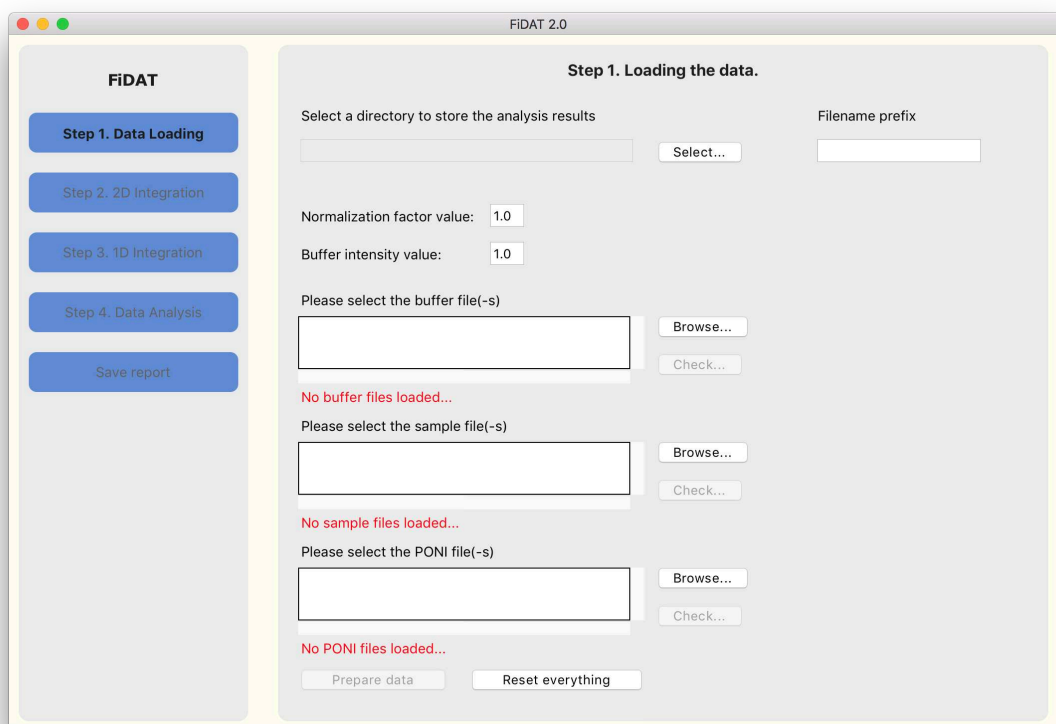 FiDAT 2.0
FiDAT
Step 1. Data Loading
Step 2. 2D Integration
Step 3. 1D Integration
Step 4. Data Analysis
Save report
Step 1. Loading the data.
Select a directory to store the analysis results
Filename prefix
Select...
Normalization factor value: 1.0
Buffer intensity value: 1.0
Please select the buffer file(-s)
Browse...
Check...
No buffer files loaded...
Please select the sample file(-s)
Browse...
Check...
No sample files loaded...
Please select the PONI file(-s)
Browse...
Check...
No PONI files loaded...
Prepare data
Reset everything